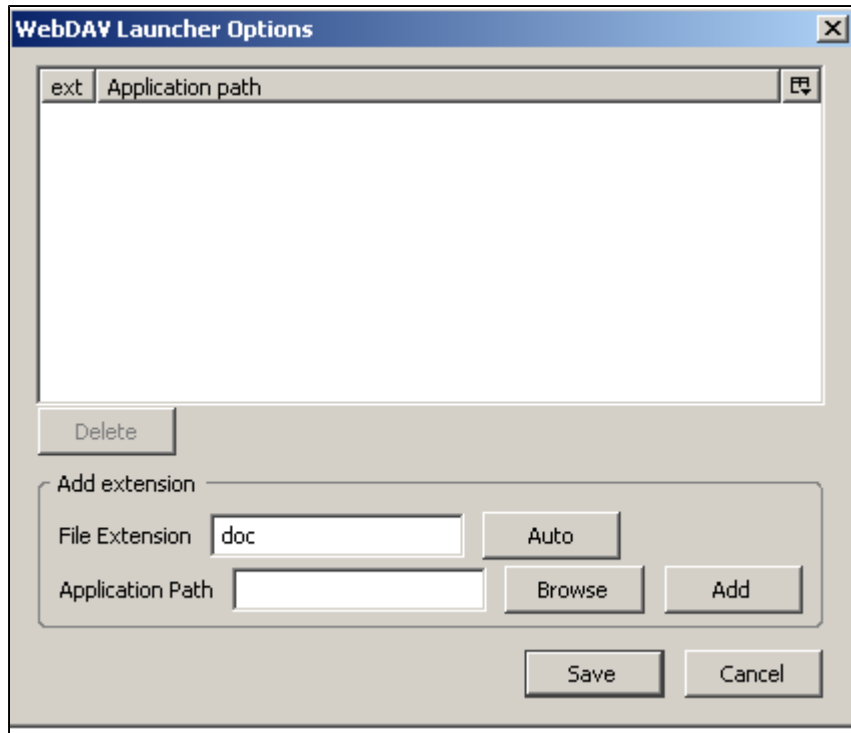 WebDAV Launcher Options
ext Application path
Delete
Add extension
File Extension doc Auto
Application Path Browse Add
Save Cancel